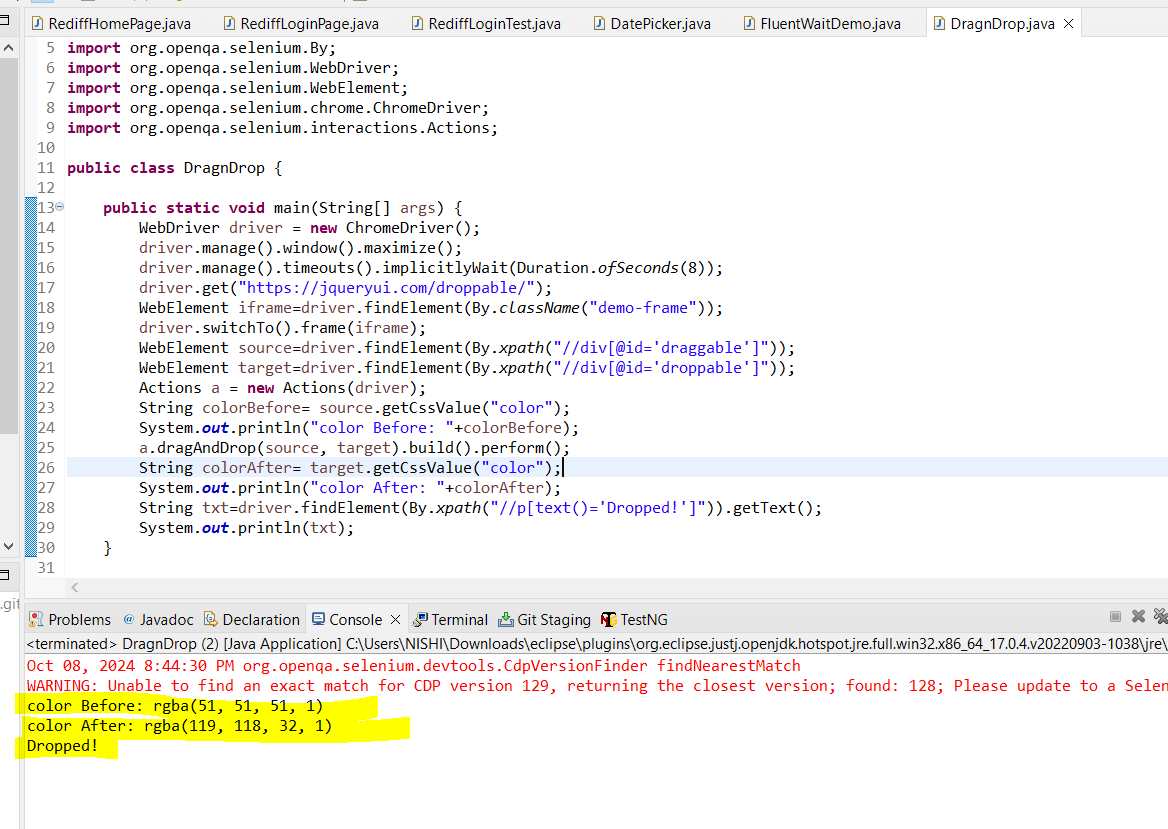 RediffHomePage.java RediffLoginPage.java RediffLoginTest.java DatePicker.java FluentWaitDemo.java DragnDrop.java
5 import org.openqa.selenium.By;
6 import org.openqa.selenium.WebDriver;
7 import org.openqa.selenium.WebElement;
8 import org.openqa.selenium.chrome.ChromeDriver;
9 import org.openqa.selenium.interactions.Actions;
10
11 public class DragnDrop {
12
13 public static void main(String[] args) {
14 WebDriver driver = new ChromeDriver();
15 driver.manage().window().maximize();
16 driver.manage().timeouts().implicitlyWait(Duration.ofSeconds(8));
17 driver.get("https://jqueryui.com/droppable/");
18 WebElement iframe=driver.findElement(By.className("demo-frame"));
19 driver.switchTo().frame(iframe);
20 WebElement source=driver.findElement(By.xpath("//div[@id='draggable']"));
21 WebElement target=driver.findElement(By.xpath("//div[@id='droppable']"));
22 Actions a = new Actions(driver);
23 String colorBefore= source.getCssValue("color");
24 System.out.println("color Before: "+colorBefore);
25 a.dragAndDrop(source, target).build().perform();
26 String colorAfter= target.getCssValue("color");
27 System.out.println("color After: "+colorAfter);
28 String txt=driver.findElement(By.xpath("//p[text()='Dropped!']")).getText();
29 System.out.println(txt);
30 }
31
.git
Problems @ Javadoc Declaration Console Terminal Git Staging TestNG
<terminated> DragnDrop (2) [Java Application] C:\Users\NISHI\Downloads\eclipse\plugins\org.eclipse.justj.openjdk.hotspot.jre.full.win32.x86_64_17.0.4.v20220903-1038\jre\
Oct 08, 2024 8:44:30 PM org.openqa.selenium.devtools.CdpVersionFinder findNearestMatch
WARNING: Unable to find an exact match for CDP version 129, returning the closest version; found: 128; Please update to a Selen
color Before: rgba(51, 51, 51, 1)
color After: rgba(119, 118, 32, 1)
Dropped!